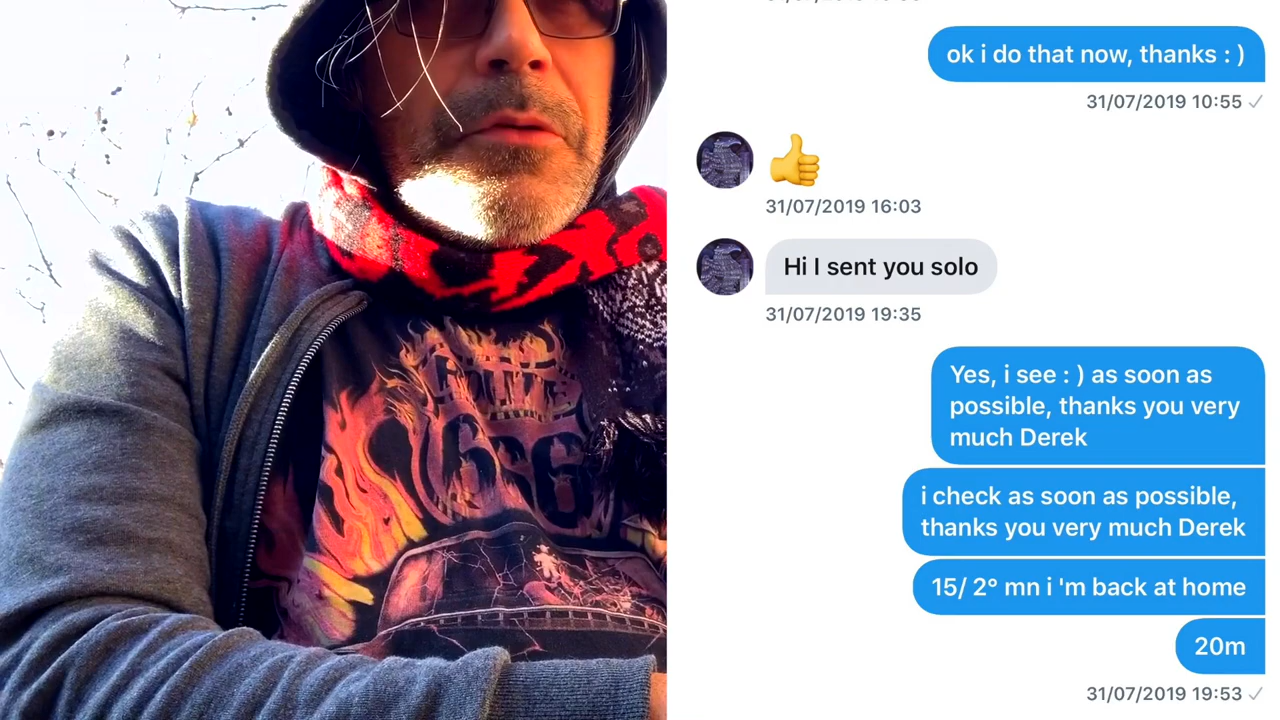 ok i do that now, thanks : )
31/07/2019 10:55
31/07/2019 16:03
Hi I sent you solo
31/07/2019 19:35
Yes, i see : ) as soon as
possible, thanks you very
much Derek
i check as soon as possible,
thanks you very much Derek
15/ 2° mn i 'm back at home
20m
31/07/2019 19:53